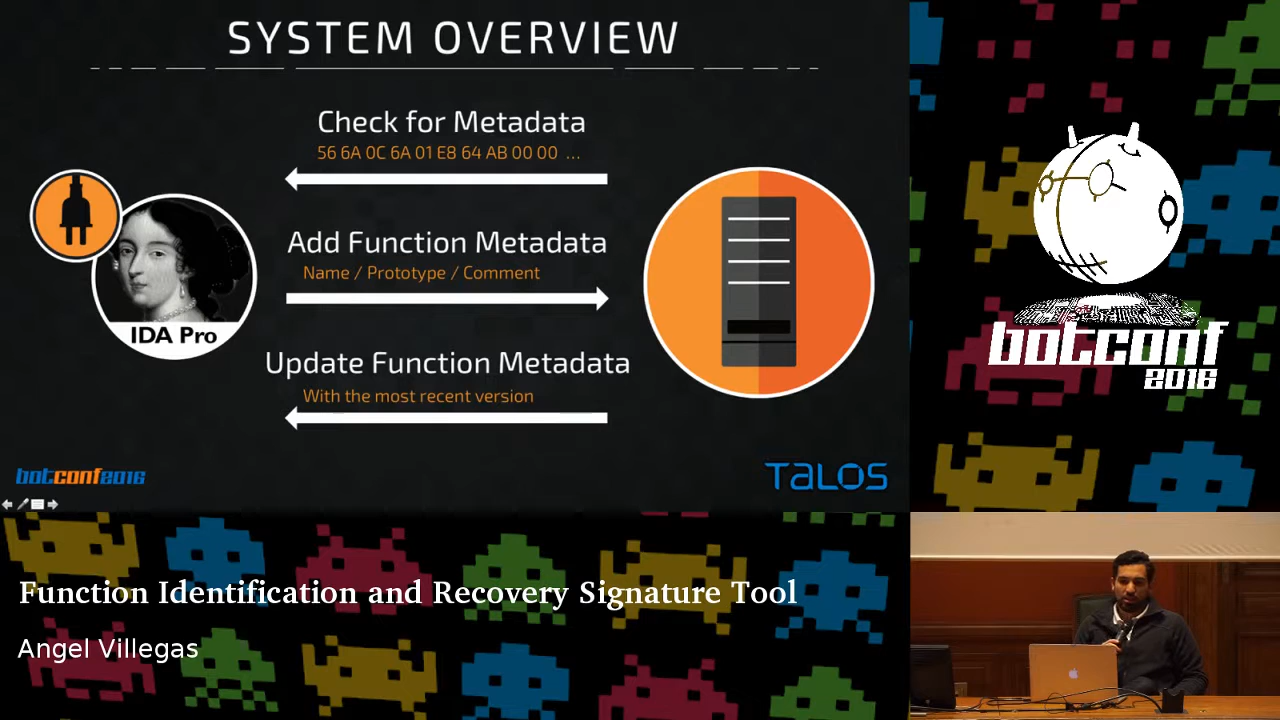 SYSTEM OVERVIEW
Check for Metadata
56 6A 0C 6A 01 E8 64 AB 00 00 ...
Add Function Metadata
Name / Prototype / Comment
IDA Pro
Update Function Metadata
With the most recent version
botconf2016
TALOS
botconf
2016
Function Identification and Recovery Signature Tool
Angel Villegas